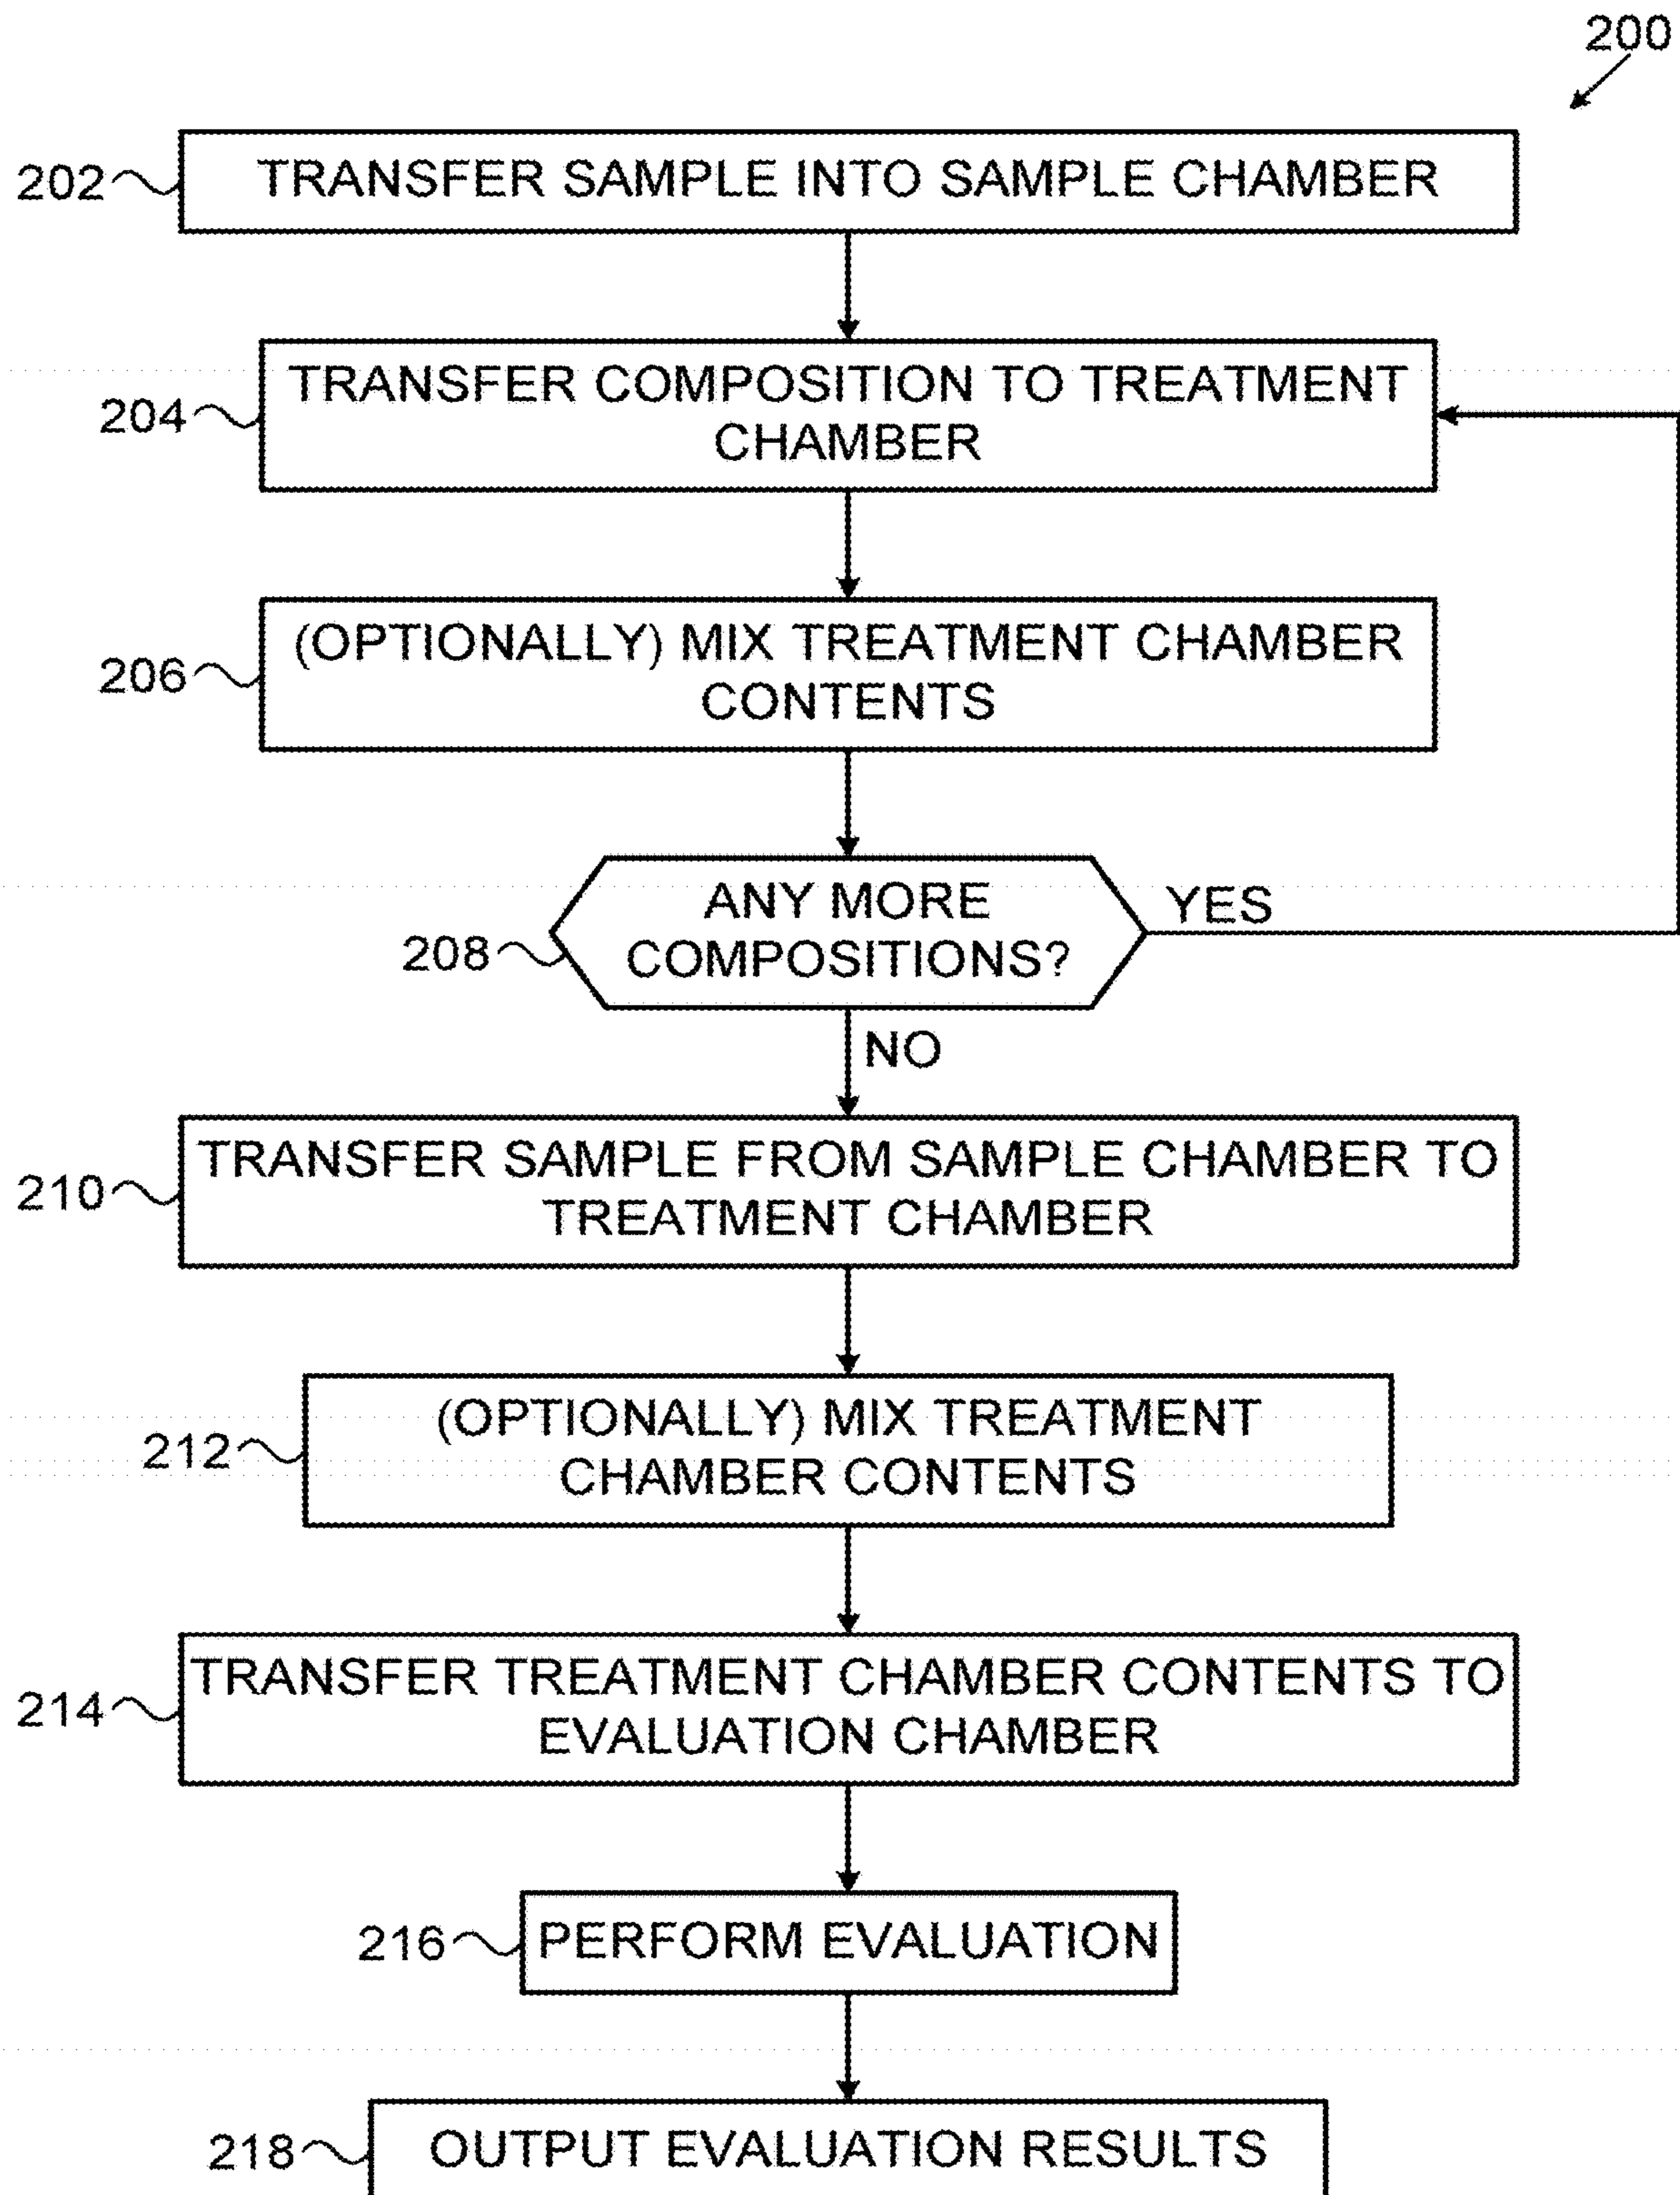 200
202
TRANSFER SAMPLE INTO SAMPLE CHAMBER
204
TRANSFER COMPOSITION TO TREATMENT
CHAMBER
206
(OPTIONALLY) MIX TREATMENT CHAMBER
CONTENTS
208
ANY MORE
COMPOSITIONS?
YES
NO
210
TRANSFER SAMPLE FROM SAMPLE CHAMBER TO
TREATMENT CHAMBER
212
(OPTIONALLY) MIX TREATMENT
CHAMBER CONTENTS
214
TRANSFER TREATMENT CHAMBER CONTENTS TO
EVALUATION CHAMBER
216
PERFORM EVALUATION
218
OUTPUT EVALUATION RESULTS